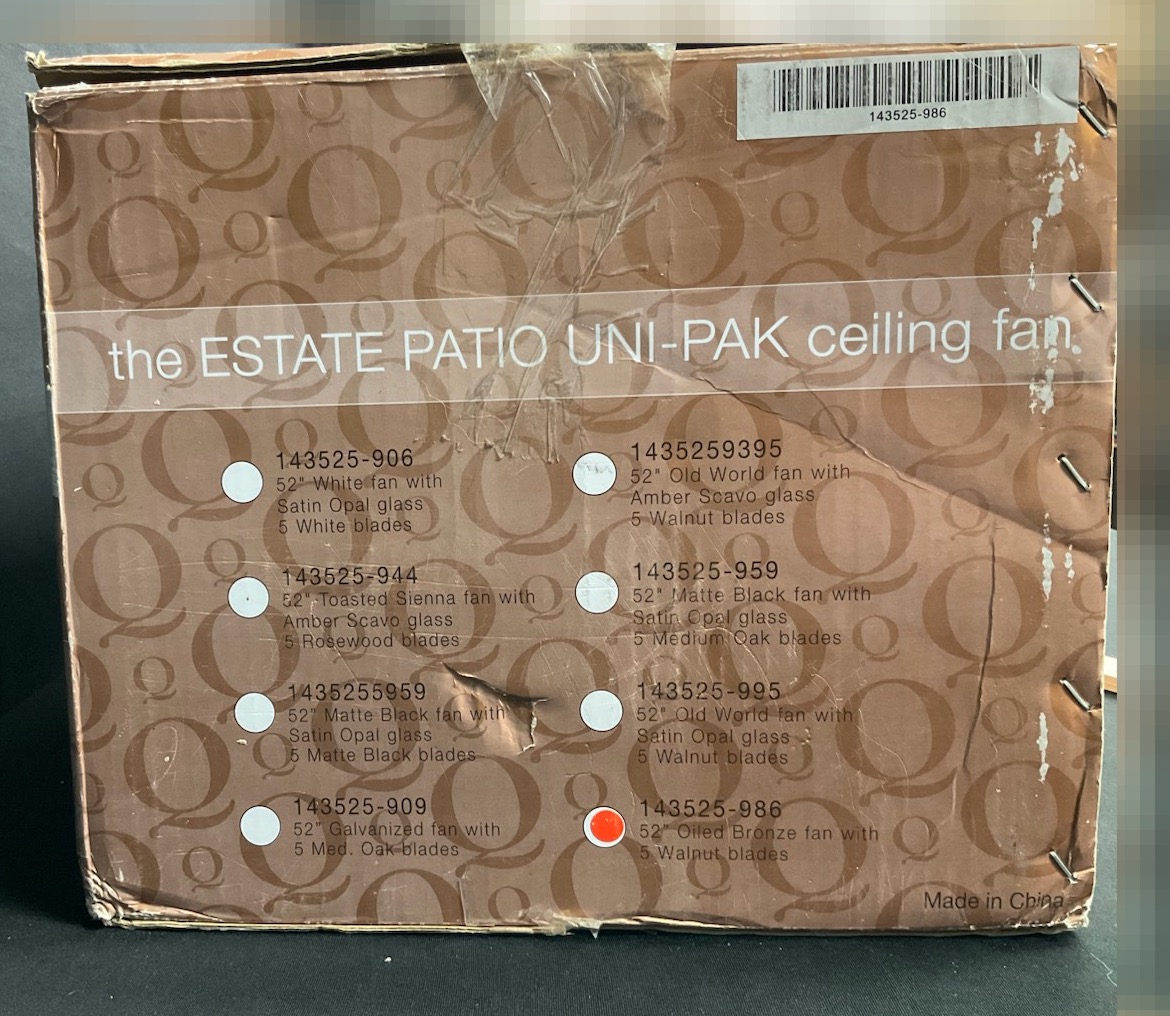 143525-986
the ESTATE PATIO UNI-PAK ceiling fan.
143525-906
52" White fan with
Satin Opal glass
5 White blades
143525-944
52" Toasted Sienna fan with
Amber Scavo glass
5 Rosewood blades
1435255959
52" Matte Black fan with
Satin Opal glass
5 Matte Black blades
143525-909
52" Galvanized fan with
5 Med. Oak blades
1435259395
52" Old World fan with
Amber Scavo glass
5 Walnut blades
143525-959
52" Matte Black fan with
Satin Opal glass
5 Medium Oak blades
143525-995
52" Old World fan with
Satin Opal glass
5 Walnut blades
143525-986
52" Oiled Bronze fan with
5 Walnut blades
Made in China